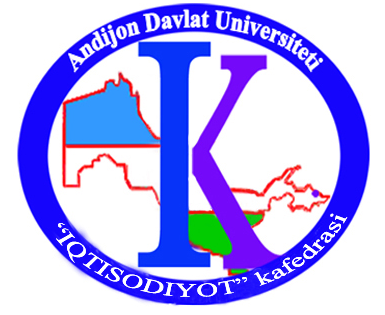 Andijon Davlat Universiteti
IK
“IQTISODIYOT” kafedrasi